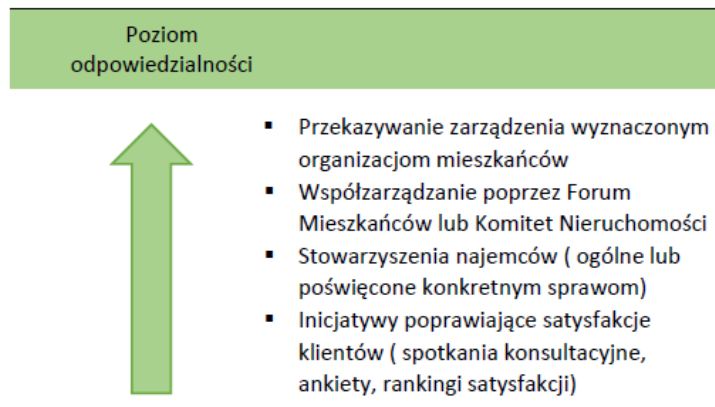 Poziom
odpowiedzialności
▪ Przekazywanie zarządzenia wyznaczonym
organizacjom mieszkańców
▪ Współzarządzanie poprzez Forum
Mieszkańców lub Komitet Nieruchomości
▪ Stowarzyszenia najemców ( ogólne lub
poświęcone konkretnym sprawom)
▪ Inicjatywy poprawiające satysfakcje
klientów ( spotkania konsultacyjne,
ankiety, rankingi satysfakcji)